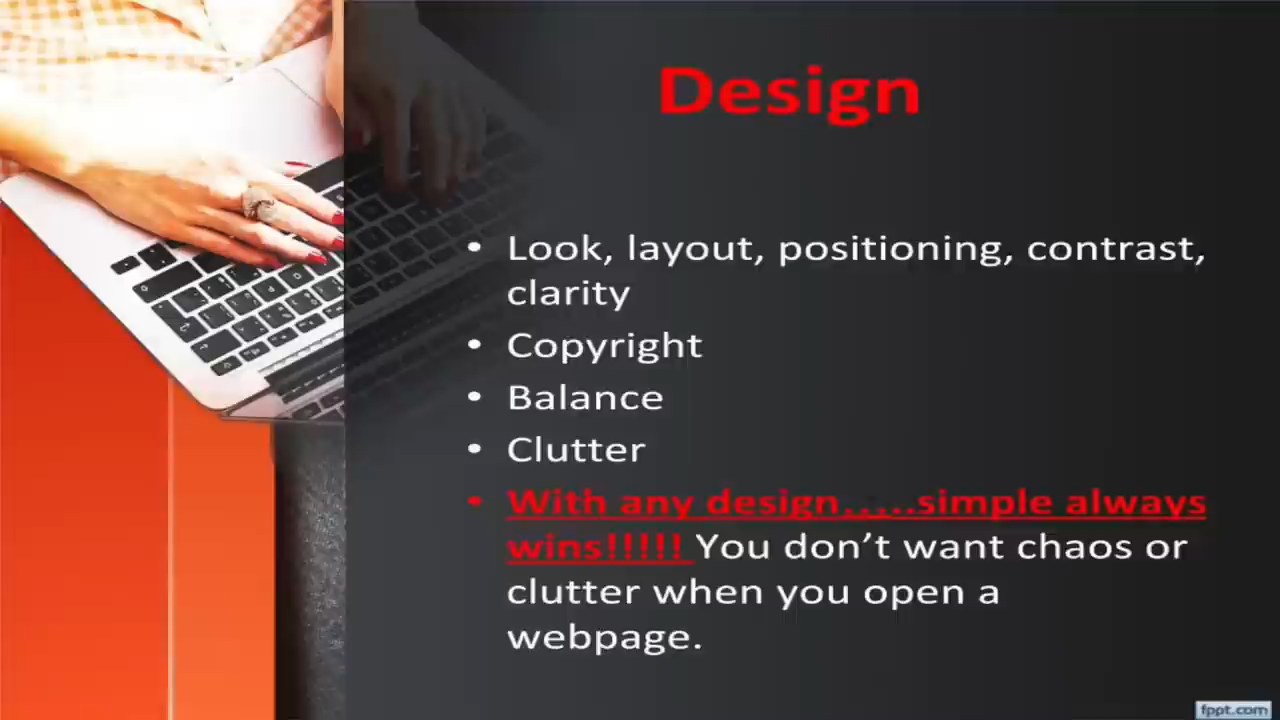 Design
• Look, layout, positioning, contrast,
clarity
• Copyright
• Balance
• Clutter
• With any design…..simple always
wins!!!!! You don’t want chaos or
clutter when you open a
webpage.
fppt.com